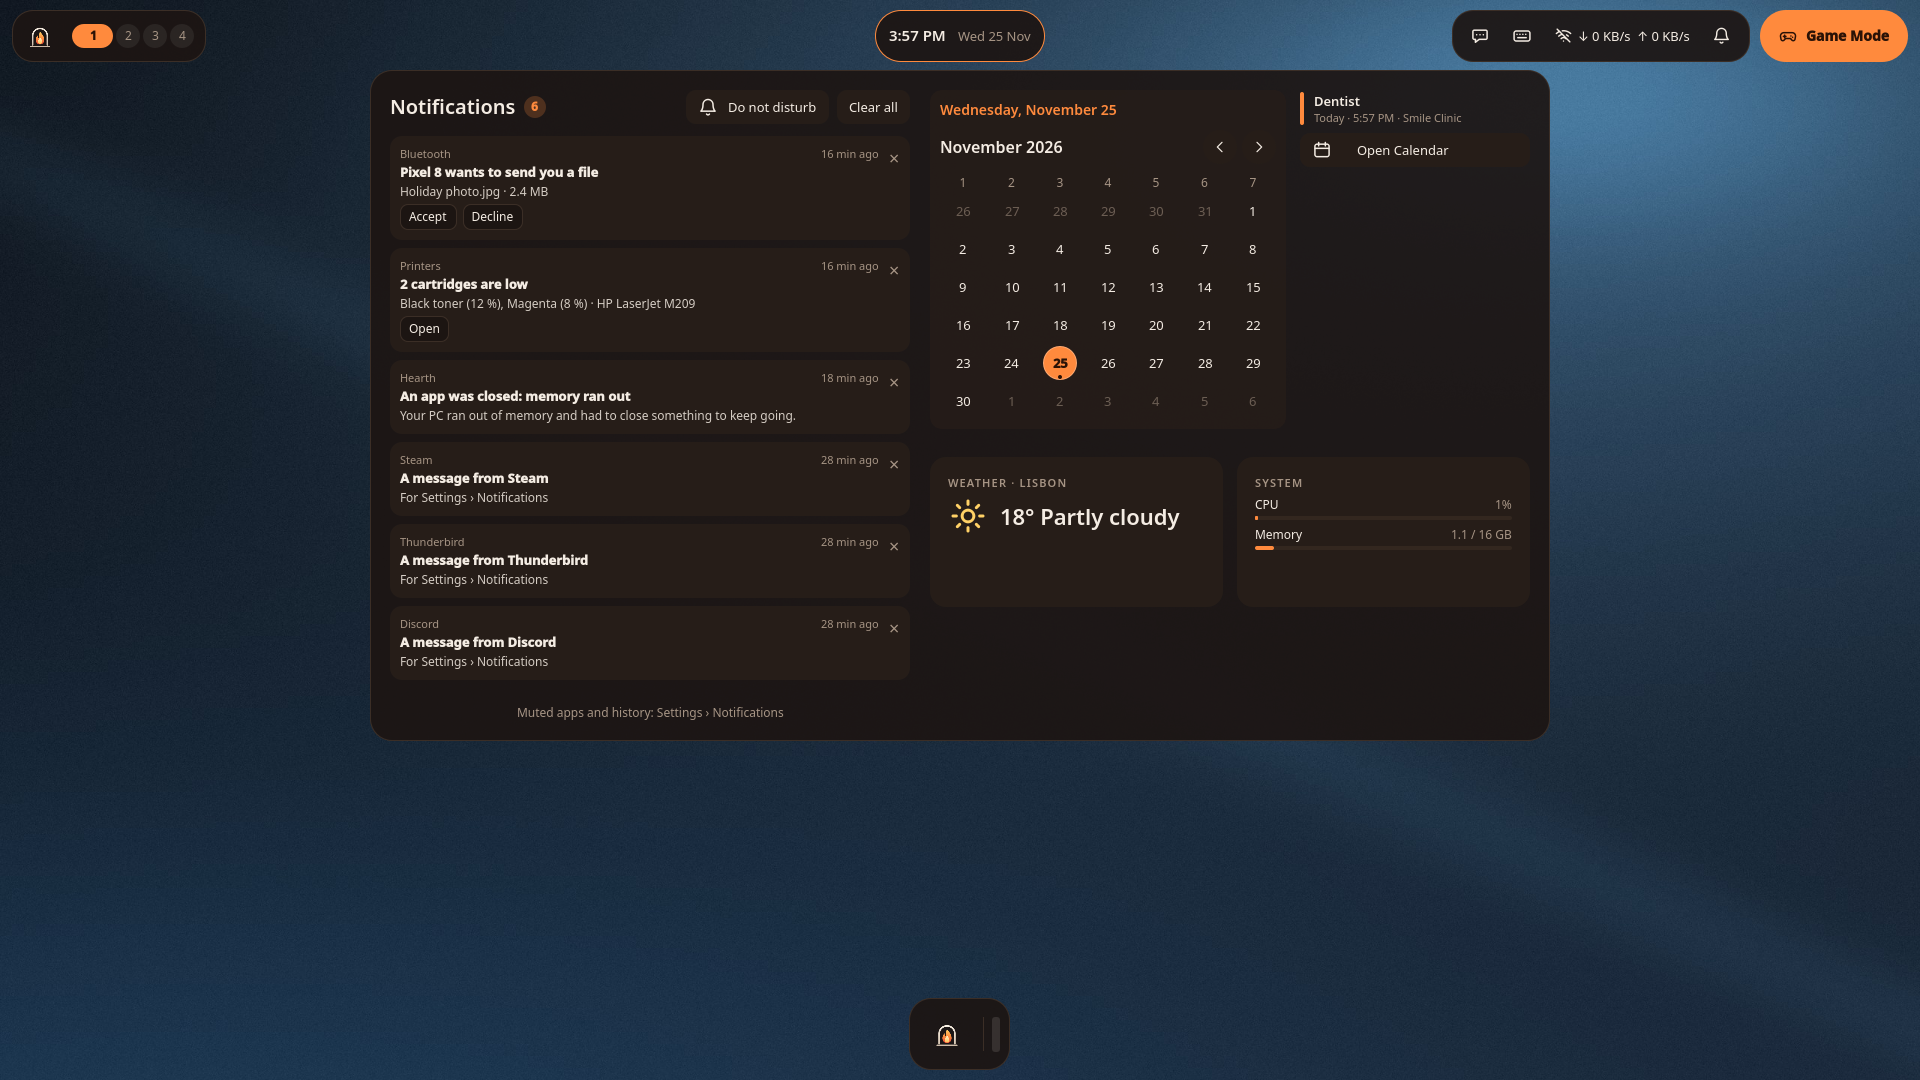 1 2 3 4
3:57 PM Wed 25 Nov
↓ 0 KB/s ↑ 0 KB/s
Game Mode
Notifications 6
Do not disturb
Clear all
Bluetooth 16 min ago ×
Pixel 8 wants to send you a file
Holiday photo.jpg · 2.4 MB
Accept Decline
Printers 16 min ago ×
2 cartridges are low
Black toner (12 %), Magenta (8 %) · HP LaserJet M209
Open
Hearth 18 min ago ×
An app was closed: memory ran out
Your PC ran out of memory and had to close something to keep going.
Steam 28 min ago ×
A message from Steam
For Settings › Notifications
Thunderbird 28 min ago ×
A message from Thunderbird
For Settings › Notifications
Discord 28 min ago ×
A message from Discord
For Settings › Notifications
Muted apps and history: Settings › Notifications
Wednesday, November 25
November 2026
1 2 3 4 5 6 7
26 27 28 29 30 31 1
2 3 4 5 6 7 8
9 10 11 12 13 14 15
16 17 18 19 20 21 22
23 24 25 26 27 28 29
30 1 2 3 4 5 6
Dentist
Today · 5:57 PM · Smile Clinic
Open Calendar
WEATHER · LISBON
18° Partly cloudy
SYSTEM
CPU 1%
Memory 1.1 / 16 GB